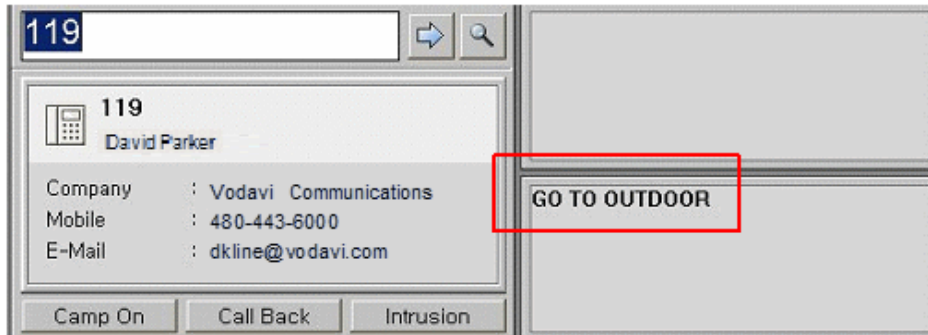 119
119
David Parker
Company : Vodavi Communications
Mobile : 480-443-6000
E-Mail : dkline@vodavi.com
Camp On Call Back Intrusion
GO TO OUTDOOR